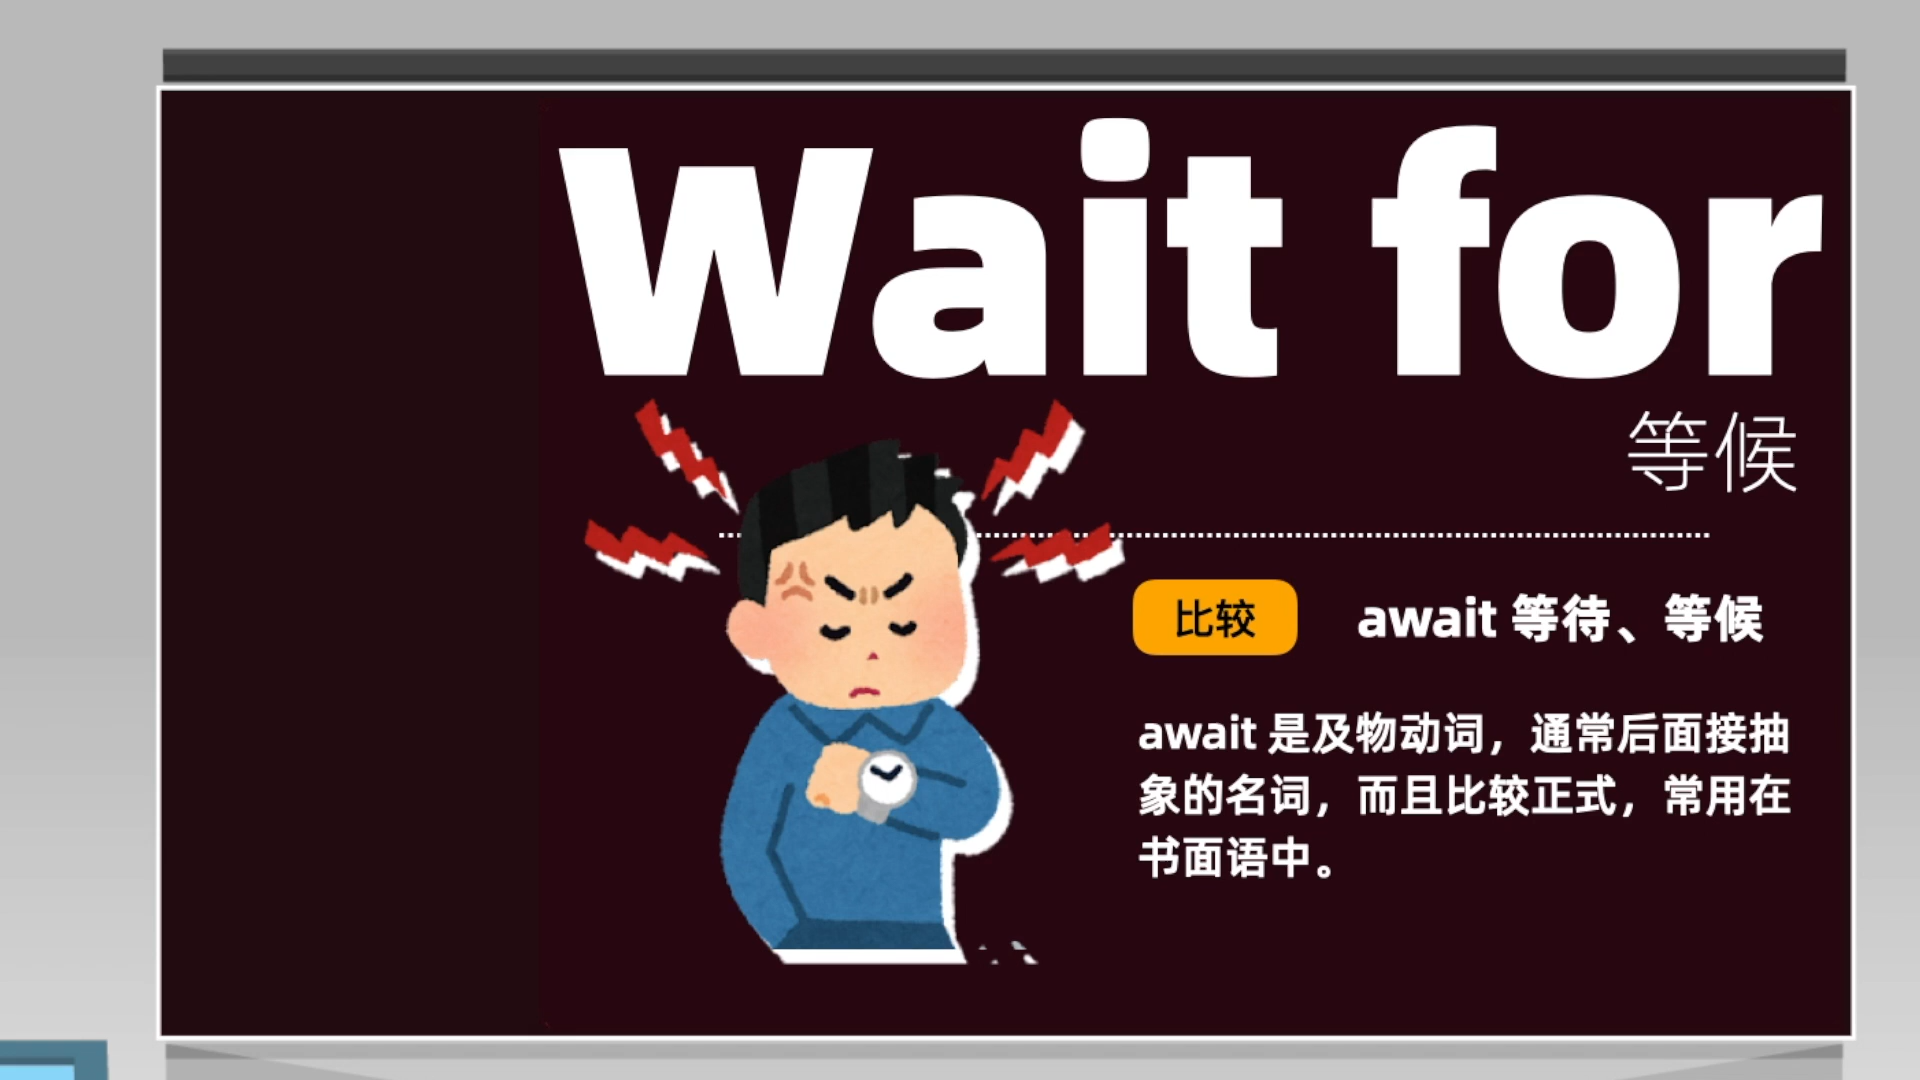 Wait for
等候
比较 await 等待、等候
await 是及物动词，通常后面接抽
象的名词，而且比较正式，常用在
书面语中。